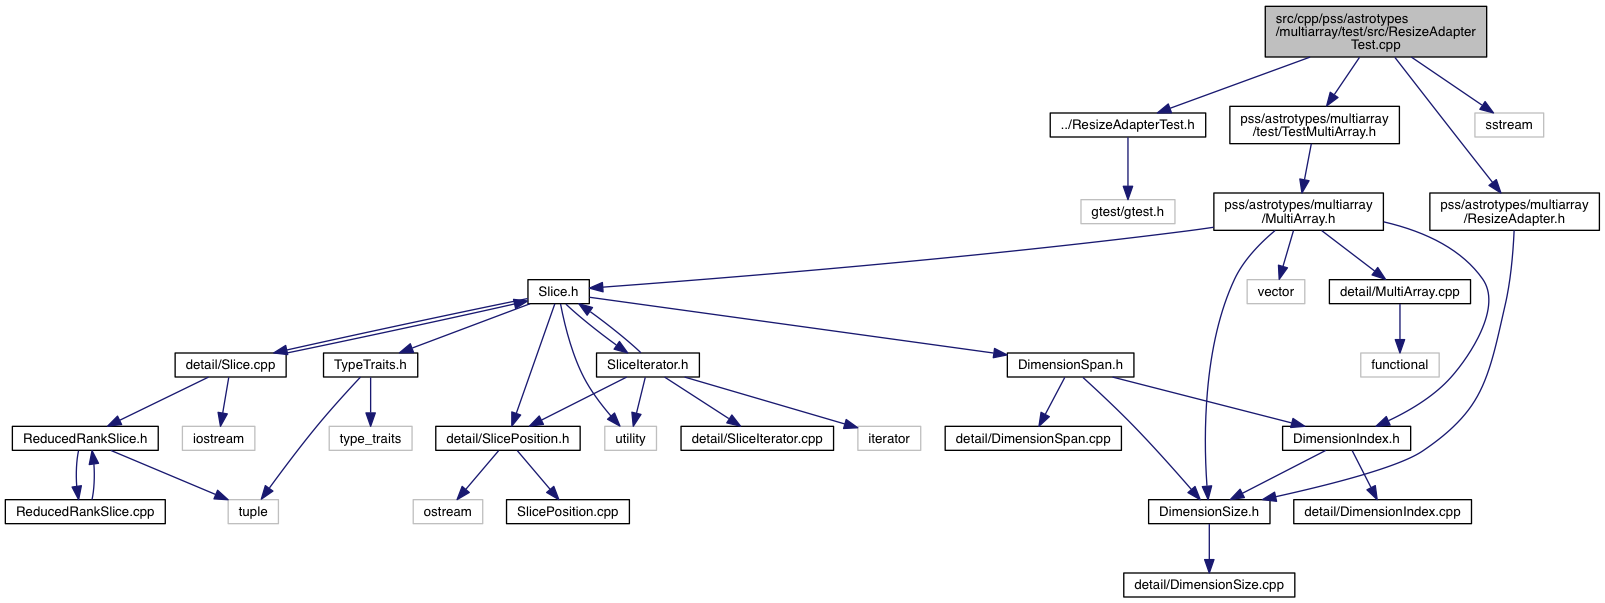 src/cpp/pss/astrotypes
/multiarray/test/src/ResizeAdapter
Test.cpp
../ResizeAdapterTest.h
pss/astrotypes/multiarray
/test/TestMultiArray.h
sstream
gtest/gtest.h
pss/astrotypes/multiarray
/MultiArray.h
pss/astrotypes/multiarray
/ResizeAdapter.h
Slice.h
vector
detail/MultiArray.cpp
detail/Slice.cpp
TypeTraits.h
SliceIterator.h
DimensionSpan.h
functional
ReducedRankSlice.h
iostream
type_traits
detail/SlicePosition.h
utility
detail/SliceIterator.cpp
iterator
detail/DimensionSpan.cpp
DimensionIndex.h
ReducedRankSlice.cpp
tuple
ostream
SlicePosition.cpp
DimensionSize.h
detail/DimensionIndex.cpp
detail/DimensionSize.cpp